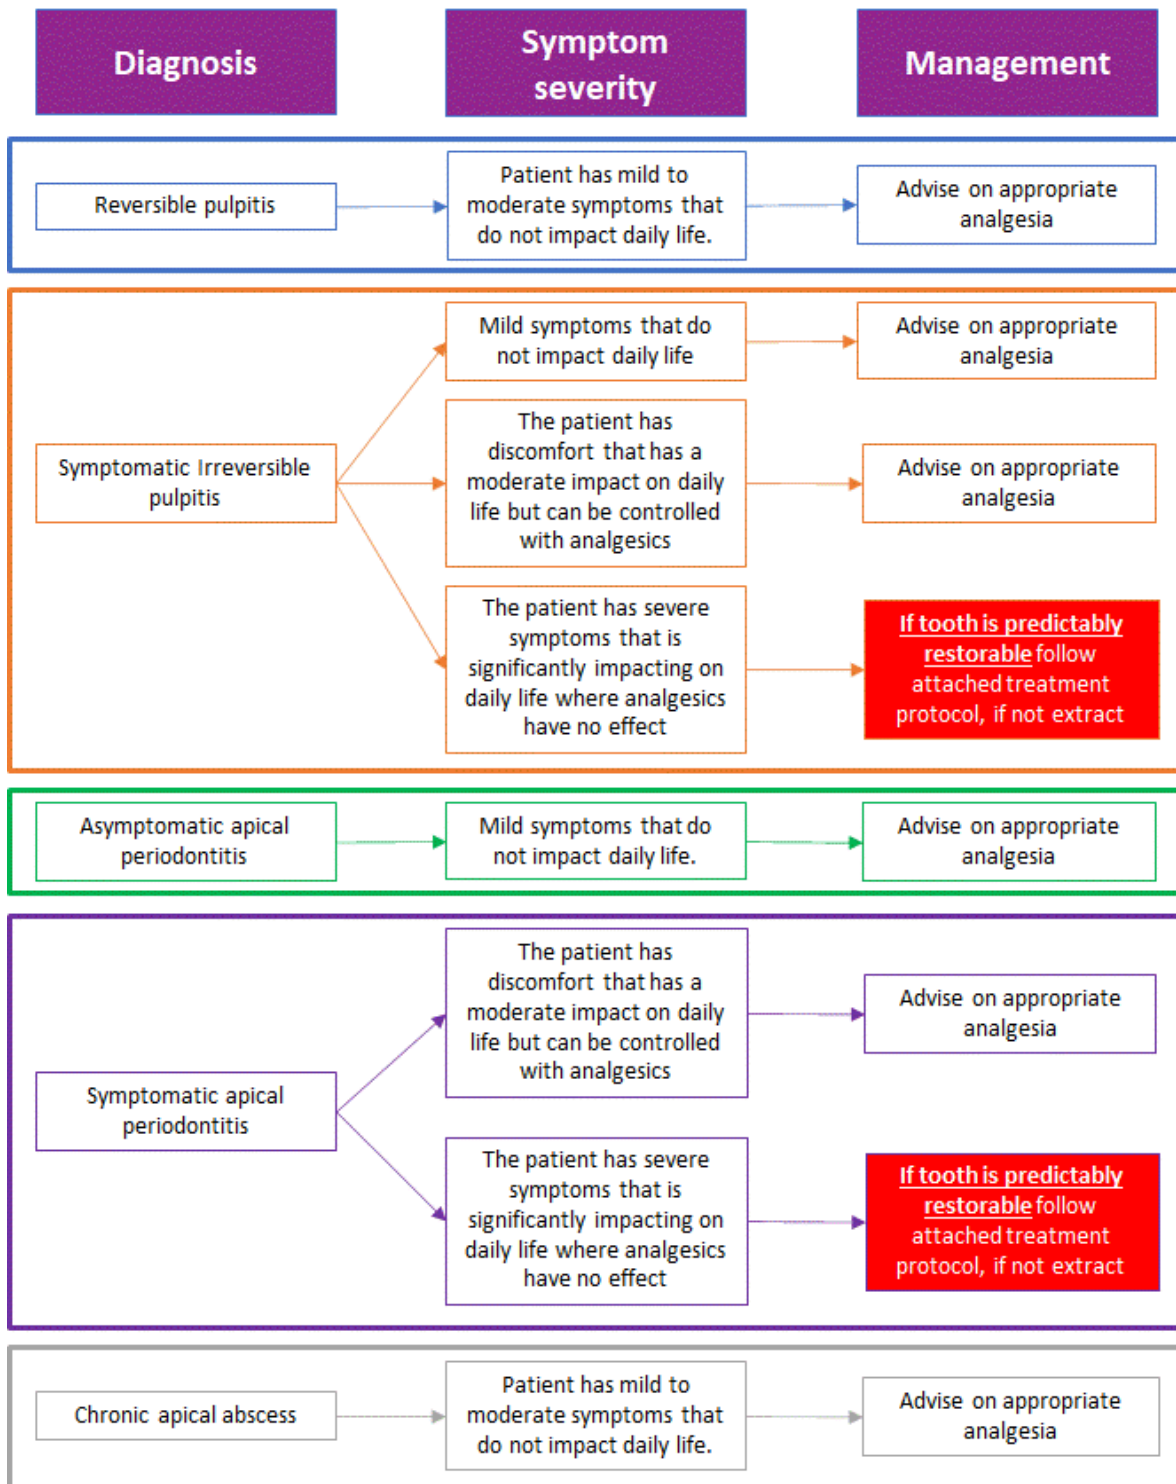 Diagnosis
Symptom
severity
Management
Reversible pulpitis
Patient has mild to
moderate symptoms that
do not impact daily life.
Advise on appropriate
analgesia
Symptomatic Irreversible
pulpitis
Mild symptoms that do
not impact daily life
Advise on appropriate
analgesia
The patient has
discomfort that has a
moderate impact on daily
life but can be controlled
with analgesics
Advise on appropriate
analgesia
The patient has severe
symptoms that is
significantly impacting on
daily life where analgesics
have no effect
If tooth is predictably
restorable follow
attached treatment
protocol, if not extract
Asymptomatic apical
periodontitis
Mild symptoms that do
not impact daily life.
Advise on appropriate
analgesia
Symptomatic apical
periodontitis
The patient has
discomfort that has a
moderate impact on daily
life but can be controlled
with analgesics
Advise on appropriate
analgesia
The patient has severe
symptoms that is
significantly impacting on
daily life where analgesics
have no effect
If tooth is predictably
restorable follow
attached treatment
protocol, if not extract
Chronic apical abscess
Patient has mild to
moderate symptoms that
do not impact daily life.
Advise on appropriate
analgesia